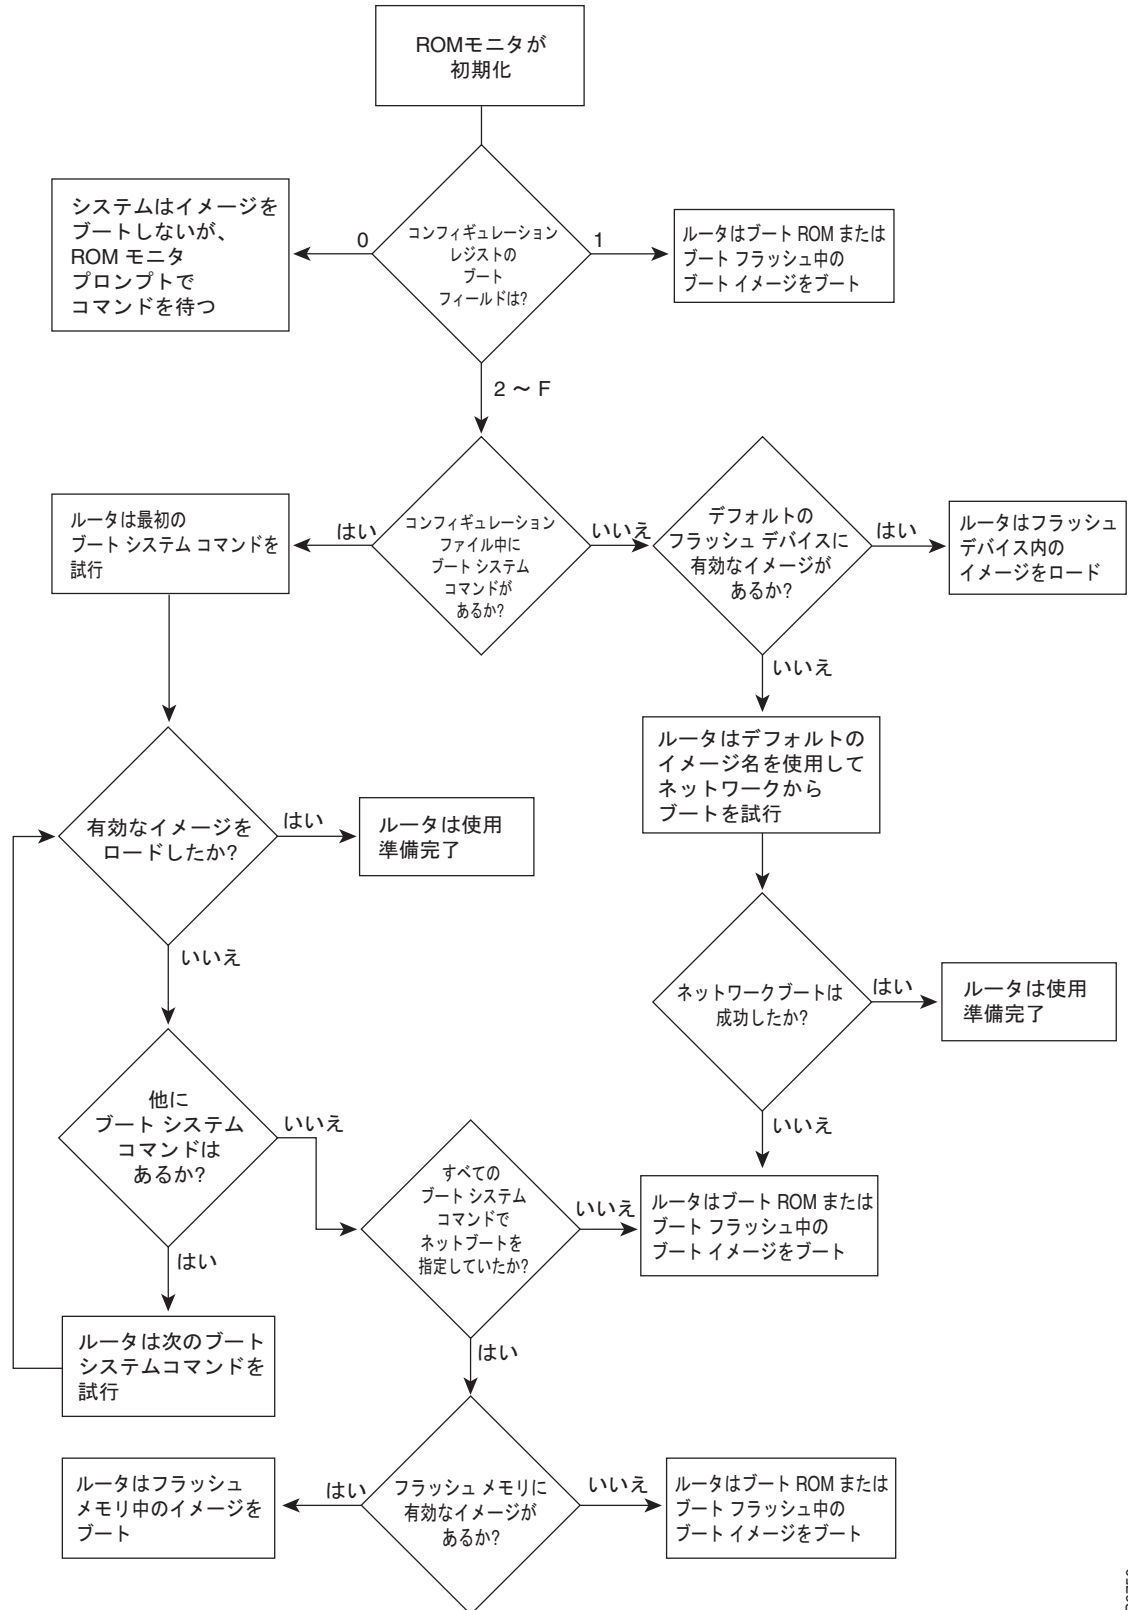 ROMモニタが
初期化
システムはイメージを
ブートしないが、
ROM モニタ
プロンプトで
コマンドを待つ
0
コンフィギュレーション
レジストの
ブート
フィールドは?
1
ルータはブート ROM または
ブート フラッシュ中の
ブート イメージをブート
2 ～ F
ルータは最初の
ブート システム コマンドを
試行
はい
コンフィギュレーション
ファイル中に
ブート システム
コマンドが
あるか?
いいえ
デフォルトの
フラッシュ デバイスに
有効なイメージが
あるか?
はい
ルータはフラッシュ
デバイス内の
イメージをロード
いいえ
ルータはデフォルトの
イメージ名を使用して
ネットワークから
ブートを試行
有効なイメージを
ロードしたか?
はい
ルータは使用
準備完了
いいえ
ネットワークブートは
成功したか?
はい
ルータは使用
準備完了
いいえ
他に
ブート システム
コマンドは
あるか?
いいえ
すべての
ブート システム
コマンドで
ネットブートを
指定していたか?
いいえ
ルータはブート ROM または
ブート フラッシュ中の
ブート イメージをブート
はい
ルータは次のブート
システムコマンドを
試行
はい
ルータはフラッシュ
メモリ中のイメージを
ブート
はい
フラッシュ メモリに
有効なイメージが
あるか?
いいえ
ルータはブート ROM または
ブート フラッシュ中の
ブート イメージをブート